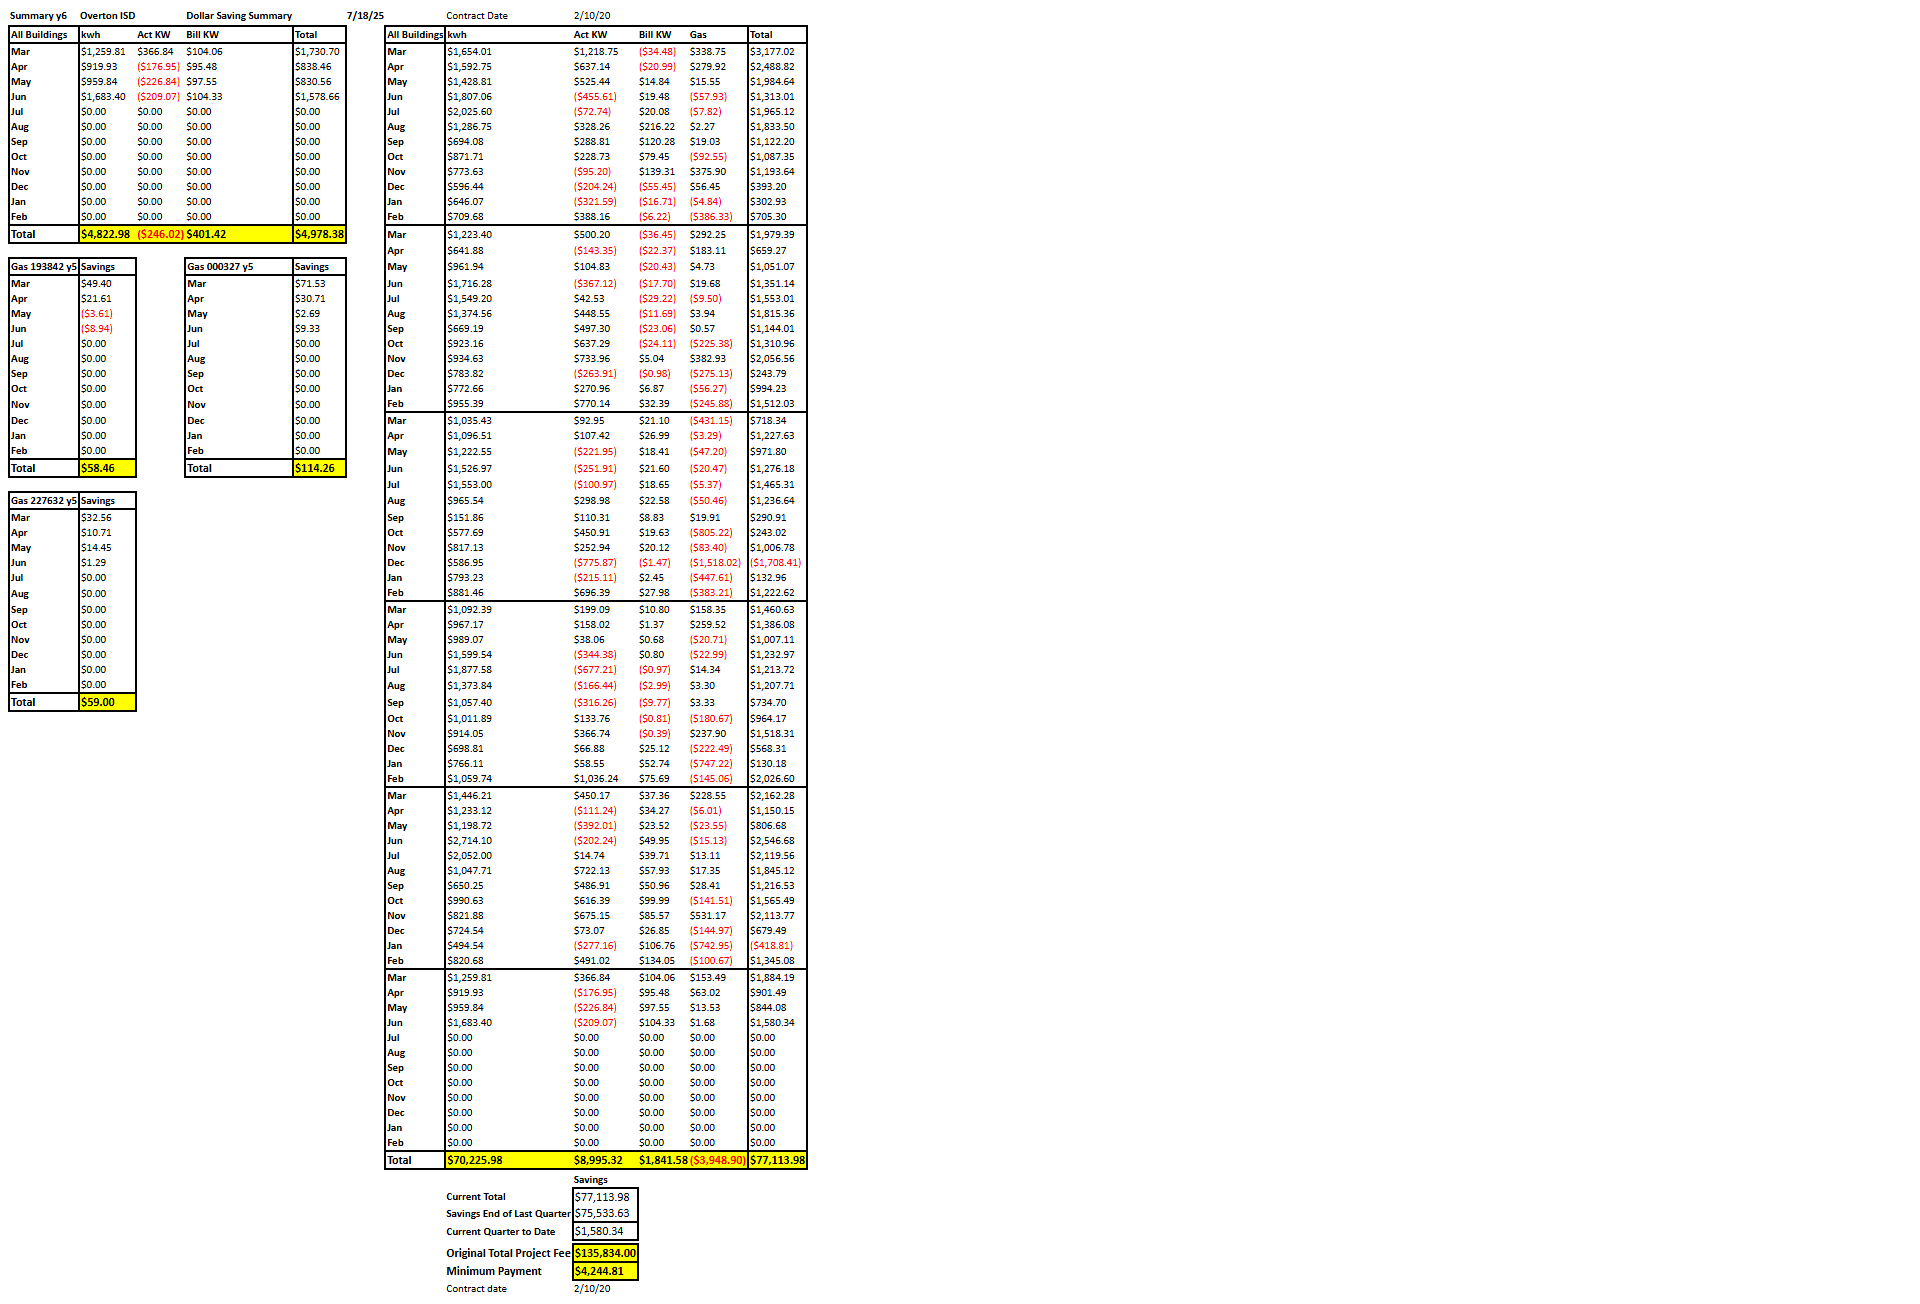 Summary y6 Overton ISD Dollar Saving Summary 7/18/25
All Buildings kwh Act KW Bill KW Total
Mar $1,259.81 $366.84 $104.06 $1,730.70
Apr $919.93 ($176.95) $95.48 $838.46
May $959.84 ($226.84) $97.55 $830.56
Jun $1,683.40 ($209.07) $104.33 $1,578.66
Jul $0.00 $0.00 $0.00 $0.00
Aug $0.00 $0.00 $0.00 $0.00
Sep $0.00 $0.00 $0.00 $0.00
Oct $0.00 $0.00 $0.00 $0.00
Nov $0.00 $0.00 $0.00 $0.00
Dec $0.00 $0.00 $0.00 $0.00
Jan $0.00 $0.00 $0.00 $0.00
Feb $0.00 $0.00 $0.00 $0.00
Total $4,822.98 ($246.02) $401.42 $4,978.38
Gas 193842 y5 Savings
Mar $49.40
Apr $21.61
May ($3.61)
Jun ($8.94)
Jul $0.00
Aug $0.00
Sep $0.00
Oct $0.00
Nov $0.00
Dec $0.00
Jan $0.00
Feb $0.00
Total $58.46
Gas 000327 y5 Savings
Mar $71.53
Apr $30.71
May $2.69
Jun $9.33
Jul $0.00
Aug $0.00
Sep $0.00
Oct $0.00
Nov $0.00
Dec $0.00
Jan $0.00
Feb $0.00
Total $114.26
Gas 227632 y5 Savings
Mar $32.56
Apr $10.71
May $14.45
Jun $1.29
Jul $0.00
Aug $0.00
Sep $0.00
Oct $0.00
Nov $0.00
Dec $0.00
Jan $0.00
Feb $0.00
Total $59.00
Contract Date 2/10/20
All Buildings kwh Act KW Bill KW Gas Total
Mar $1,654.01 $1,218.75 ($34.48) $338.75 $3,177.02
Apr $1,592.75 $637.14 ($20.99) $279.92 $2,488.82
May $1,428.81 $525.44 $14.84 $15.55 $1,984.64
Jun $1,807.06 ($455.61) $19.48 ($57.93) $1,313.01
Jul $2,025.60 ($72.74) $20.08 ($7.82) $1,965.12
Aug $1,286.75 $328.26 $216.22 $2.27 $1,833.50
Sep $694.08 $288.81 $120.28 $19.03 $1,122.20
Oct $871.71 $228.73 $79.45 ($92.55) $1,087.35
Nov $773.63 ($95.20) $139.31 $375.90 $1,193.64
Dec $596.44 ($204.24) ($55.45) $56.45 $393.20
Jan $646.07 ($321.59) ($16.71) ($4.84) $302.93
Feb $709.68 $388.16 ($6.22) ($386.33) $705.30
Mar $1,223.40 $500.20 ($36.45) $292.25 $1,979.39
Apr $641.88 ($143.35) ($22.37) $183.11 $659.27
May $961.94 $104.83 ($20.43) $4.73 $1,051.07
Jun $1,716.28 ($367.12) ($17.70) $19.68 $1,351.14
Jul $1,549.20 $42.53 ($29.22) ($9.50) $1,553.01
Aug $1,374.56 $448.55 ($11.69) $3.94 $1,815.36
Sep $669.19 $497.30 ($23.06) $0.57 $1,144.01
Oct $923.16 $637.29 ($24.11) ($225.38) $1,310.96
Nov $934.63 $733.96 $5.04 $382.93 $2,056.56
Dec $783.82 ($263.91) ($0.98) ($275.13) $243.79
Jan $772.66 $270.96 $6.87 ($56.27) $994.23
Feb $955.39 $770.14 $32.39 ($245.88) $1,512.03
Mar $1,035.43 $92.95 $21.10 ($431.15) $718.34
Apr $1,096.51 $107.42 $26.99 ($3.29) $1,227.63
May $1,222.55 ($221.95) $18.41 ($47.20) $971.80
Jun $1,526.97 ($251.91) $21.60 ($20.47) $1,276.18
Jul $1,553.00 ($100.97) $18.65 ($5.37) $1,465.31
Aug $965.54 $298.98 $22.58 ($50.46) $1,236.64
Sep $151.86 $110.31 $8.83 $19.91 $290.91
Oct $577.69 $450.91 $19.63 ($805.22) $243.02
Nov $817.13 $252.94 $20.12 ($83.40) $1,006.78
Dec $586.95 ($775.87) ($1.47) ($1,518.02) ($1,708.41)
Jan $793.23 ($215.11) $2.45 ($447.61) $132.96
Feb $881.46 $696.39 $27.98 ($383.21) $1,222.62
Mar $1,092.39 $199.09 $10.80 $158.35 $1,460.63
Apr $967.17 $158.02 $1.37 $259.52 $1,386.08
May $989.07 $38.06 $0.68 ($20.71) $1,007.11
Jun $1,599.54 ($344.38) $0.80 ($22.99) $1,232.97
Jul $1,877.58 ($677.21) ($0.97) $14.34 $1,213.72
Aug $1,373.84 ($166.44) ($2.99) $3.30 $1,207.71
Sep $1,057.40 ($316.26) ($9.77) $3.33 $734.70
Oct $1,011.89 $133.76 ($0.81) ($180.67) $964.17
Nov $914.05 $366.74 ($0.39) $237.90 $1,518.31
Dec $698.81 $66.88 $25.12 ($222.49) $568.31
Jan $766.11 $58.55 $52.74 ($747.22) $130.18
Feb $1,059.74 $1,036.24 $75.69 ($145.06) $2,026.60
Mar $1,446.21 $450.17 $37.36 $228.55 $2,162.28
Apr $1,233.12 ($111.24) $34.27 ($6.01) $1,150.15
May $1,198.72 ($392.01) $23.52 ($23.55) $806.68
Jun $2,714.10 ($202.24) $49.95 ($15.13) $2,546.68
Jul $2,052.00 $14.74 $39.71 $13.11 $2,119.56
Aug $1,047.71 $722.13 $57.93 $17.35 $1,845.12
Sep $650.25 $486.91 $50.96 $28.41 $1,216.53
Oct $990.63 $616.39 $99.99 ($141.51) $1,565.49
Nov $821.88 $675.15 $85.57 $531.17 $2,113.77
Dec $724.54 $73.07 $26.85 ($144.97) $679.49
Jan $494.54 ($277.16) $106.76 ($742.95) ($418.81)
Feb $820.68 $491.02 $134.05 ($100.67) $1,345.08
Mar $1,259.81 $366.84 $104.06 $153.49 $1,884.19
Apr $919.93 ($176.95) $95.48 $63.02 $901.49
May $959.84 ($226.84) $97.55 $13.53 $844.08
Jun $1,683.40 ($209.07) $104.33 $1.68 $1,580.34
Jul $0.00 $0.00 $0.00 $0.00 $0.00
Aug $0.00 $0.00 $0.00 $0.00 $0.00
Sep $0.00 $0.00 $0.00 $0.00 $0.00
Oct $0.00 $0.00 $0.00 $0.00 $0.00
Nov $0.00 $0.00 $0.00 $0.00 $0.00
Dec $0.00 $0.00 $0.00 $0.00 $0.00
Jan $0.00 $0.00 $0.00 $0.00 $0.00
Feb $0.00 $0.00 $0.00 $0.00 $0.00
Total $70,225.98 $8,995.32 $1,841.58 ($3,948.90) $77,113.98
Savings
Current Total $77,113.98
Savings End of Last Quarter $75,533.63
Current Quarter to Date $1,580.34
Original Total Project Fee $135,834.00
Minimum Payment $4,244.81
Contract date 2/10/20